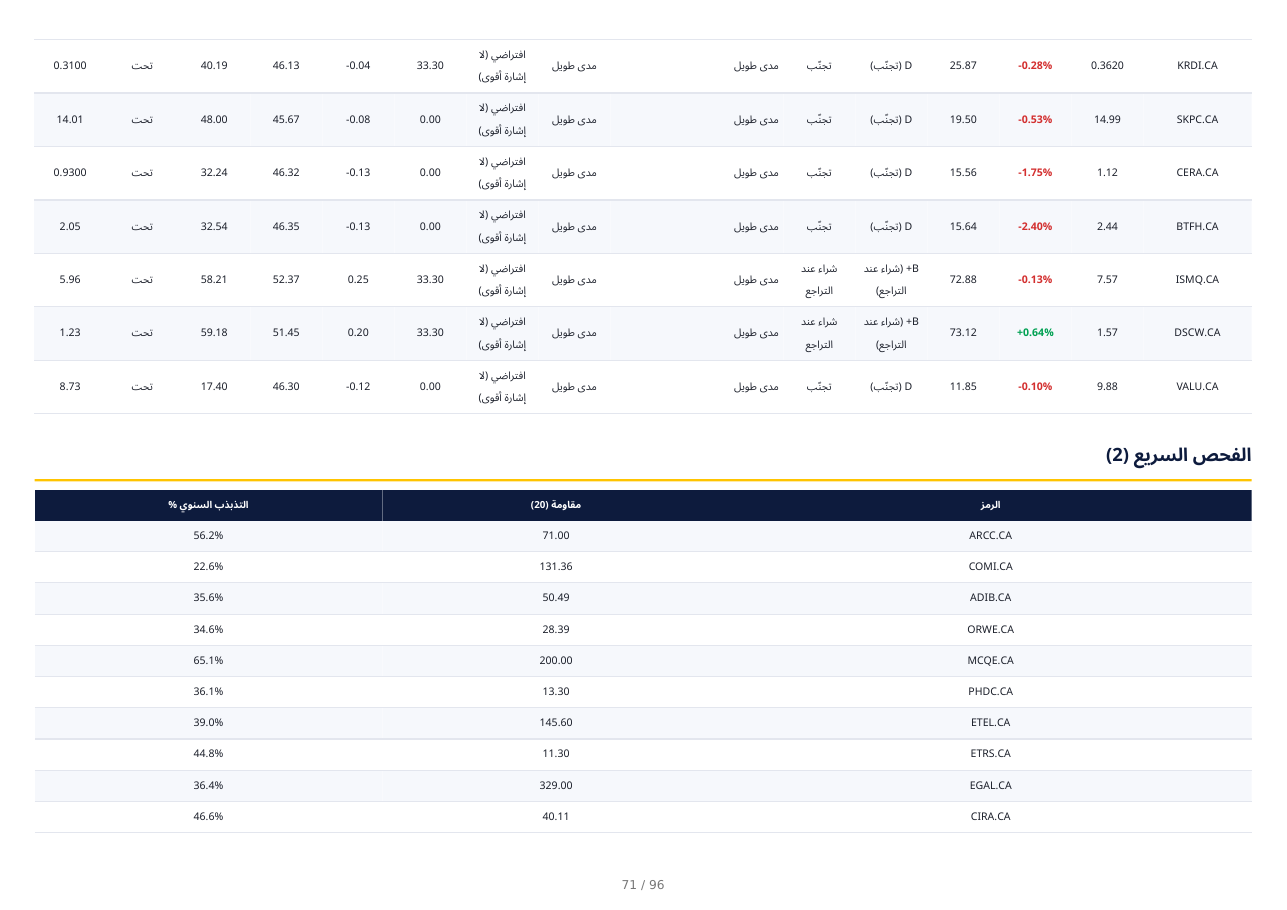 KRDI.CA 0.3620 -0.28% 25.87 D (تجنّب) تجنّب مدى طويل مدى طويل افتراضي (لا إشارة أقوى) 33.30 -0.04 46.13 40.19 تحت 0.3100
SKPC.CA 14.99 -0.53% 19.50 D (تجنّب) تجنّب مدى طويل مدى طويل افتراضي (لا إشارة أقوى) 0.00 -0.08 45.67 48.00 تحت 14.01
CERA.CA 1.12 -1.75% 15.56 D (تجنّب) تجنّب مدى طويل مدى طويل افتراضي (لا إشارة أقوى) 0.00 -0.13 46.32 32.24 تحت 0.9300
BTFH.CA 2.44 -2.40% 15.64 D (تجنّب) تجنّب مدى طويل مدى طويل افتراضي (لا إشارة أقوى) 0.00 -0.13 46.35 32.54 تحت 2.05
ISMQ.CA 7.57 -0.13% 72.88 B+ (شراء عند التراجع) شراء عند التراجع مدى طويل مدى طويل افتراضي (لا إشارة أقوى) 33.30 0.25 52.37 58.21 تحت 5.96
DSCW.CA 1.57 +0.64% 73.12 B+ (شراء عند التراجع) شراء عند التراجع مدى طويل مدى طويل افتراضي (لا إشارة أقوى) 33.30 0.20 51.45 59.18 تحت 1.23
VALU.CA 9.88 -0.10% 11.85 D (تجنّب) تجنّب مدى طويل مدى طويل افتراضي (لا إشارة أقوى) 0.00 -0.12 46.30 17.40 تحت 8.73
الفحص السريع (2)
الرمز مقاومة (20) التذبذب السنوي %
ARCC.CA 71.00 56.2%
COMI.CA 131.36 22.6%
ADIB.CA 50.49 35.6%
ORWE.CA 28.39 34.6%
MCQE.CA 200.00 65.1%
PHDC.CA 13.30 36.1%
ETEL.CA 145.60 39.0%
ETRS.CA 11.30 44.8%
EGAL.CA 329.00 36.4%
CIRA.CA 40.11 46.6%
71 / 96